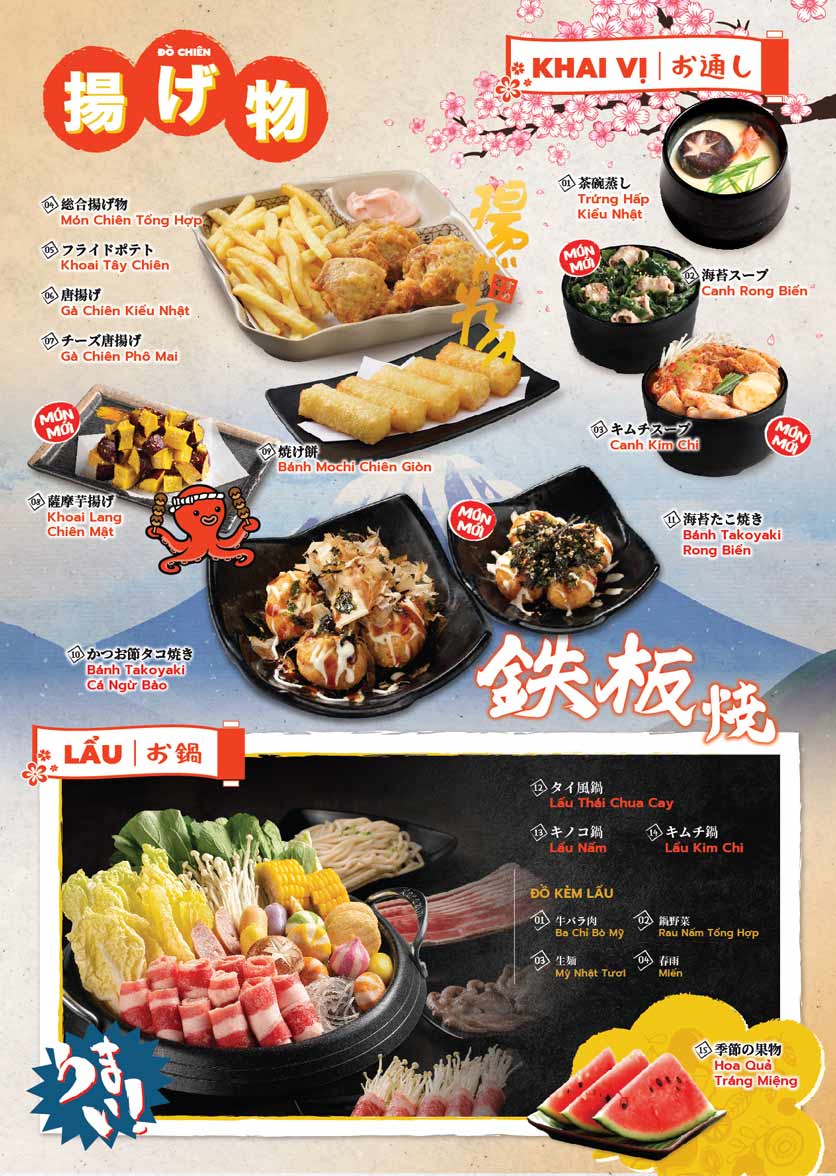 ĐỒ CHIÊN
揚げ物
KHAI VỊ | お通し
01 茶碗蒸し
Trứng Hấp
Kiểu Nhật
MÓN
MỚI
02 海苔スープ
Canh Rong Biển
03 キムチスープ
Canh Kim Chi
MÓN
MỚI
04 総合揚げ物
Món Chiên Tổng Hợp
05 フライドポテト
Khoai Tây Chiên
06 唐揚げ
Gà Chiên Kiểu Nhật
07 チーズ唐揚げ
Gà Chiên Phô Mai
揚げ物
MÓN
MỚI
08 薩摩芋揚げ
Khoai Lang
Chiên Mật
09 焼け餅
Bánh Mochi Chiên Giòn
MÓN
MỚI
10 かつお節タコ焼き
Bánh Takoyaki
Cá Ngừ Bào
11 海苔たこ焼き
Bánh Takoyaki
Rong Biển
鉄板焼
LẨU | お鍋
12 タイ風鍋
Lẩu Thái Chua Cay
13 キノコ鍋
Lẩu Nấm
14 キムチ鍋
Lẩu Kim Chi
ĐỒ KÈM LẨU
01 牛バラ肉
Ba Chỉ Bò Mỹ
02 鍋野菜
Rau Nấm Tổng Hợp
03 生麺
Mỳ Nhật Tươi
04 春雨
Miến
うまい!
15 季節の果物
Hoa Quả
Tráng Miệng